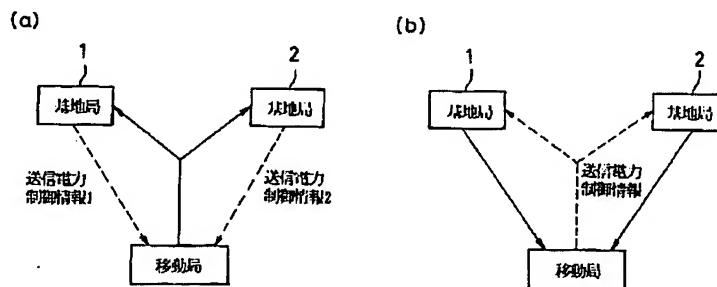 (a)
1
2
基地局
基地局
送信電力
制御情報1
送信電力
制御情報2
移動局
(b)
1
2
基地局
基地局
送信電力
制御情報
移動局